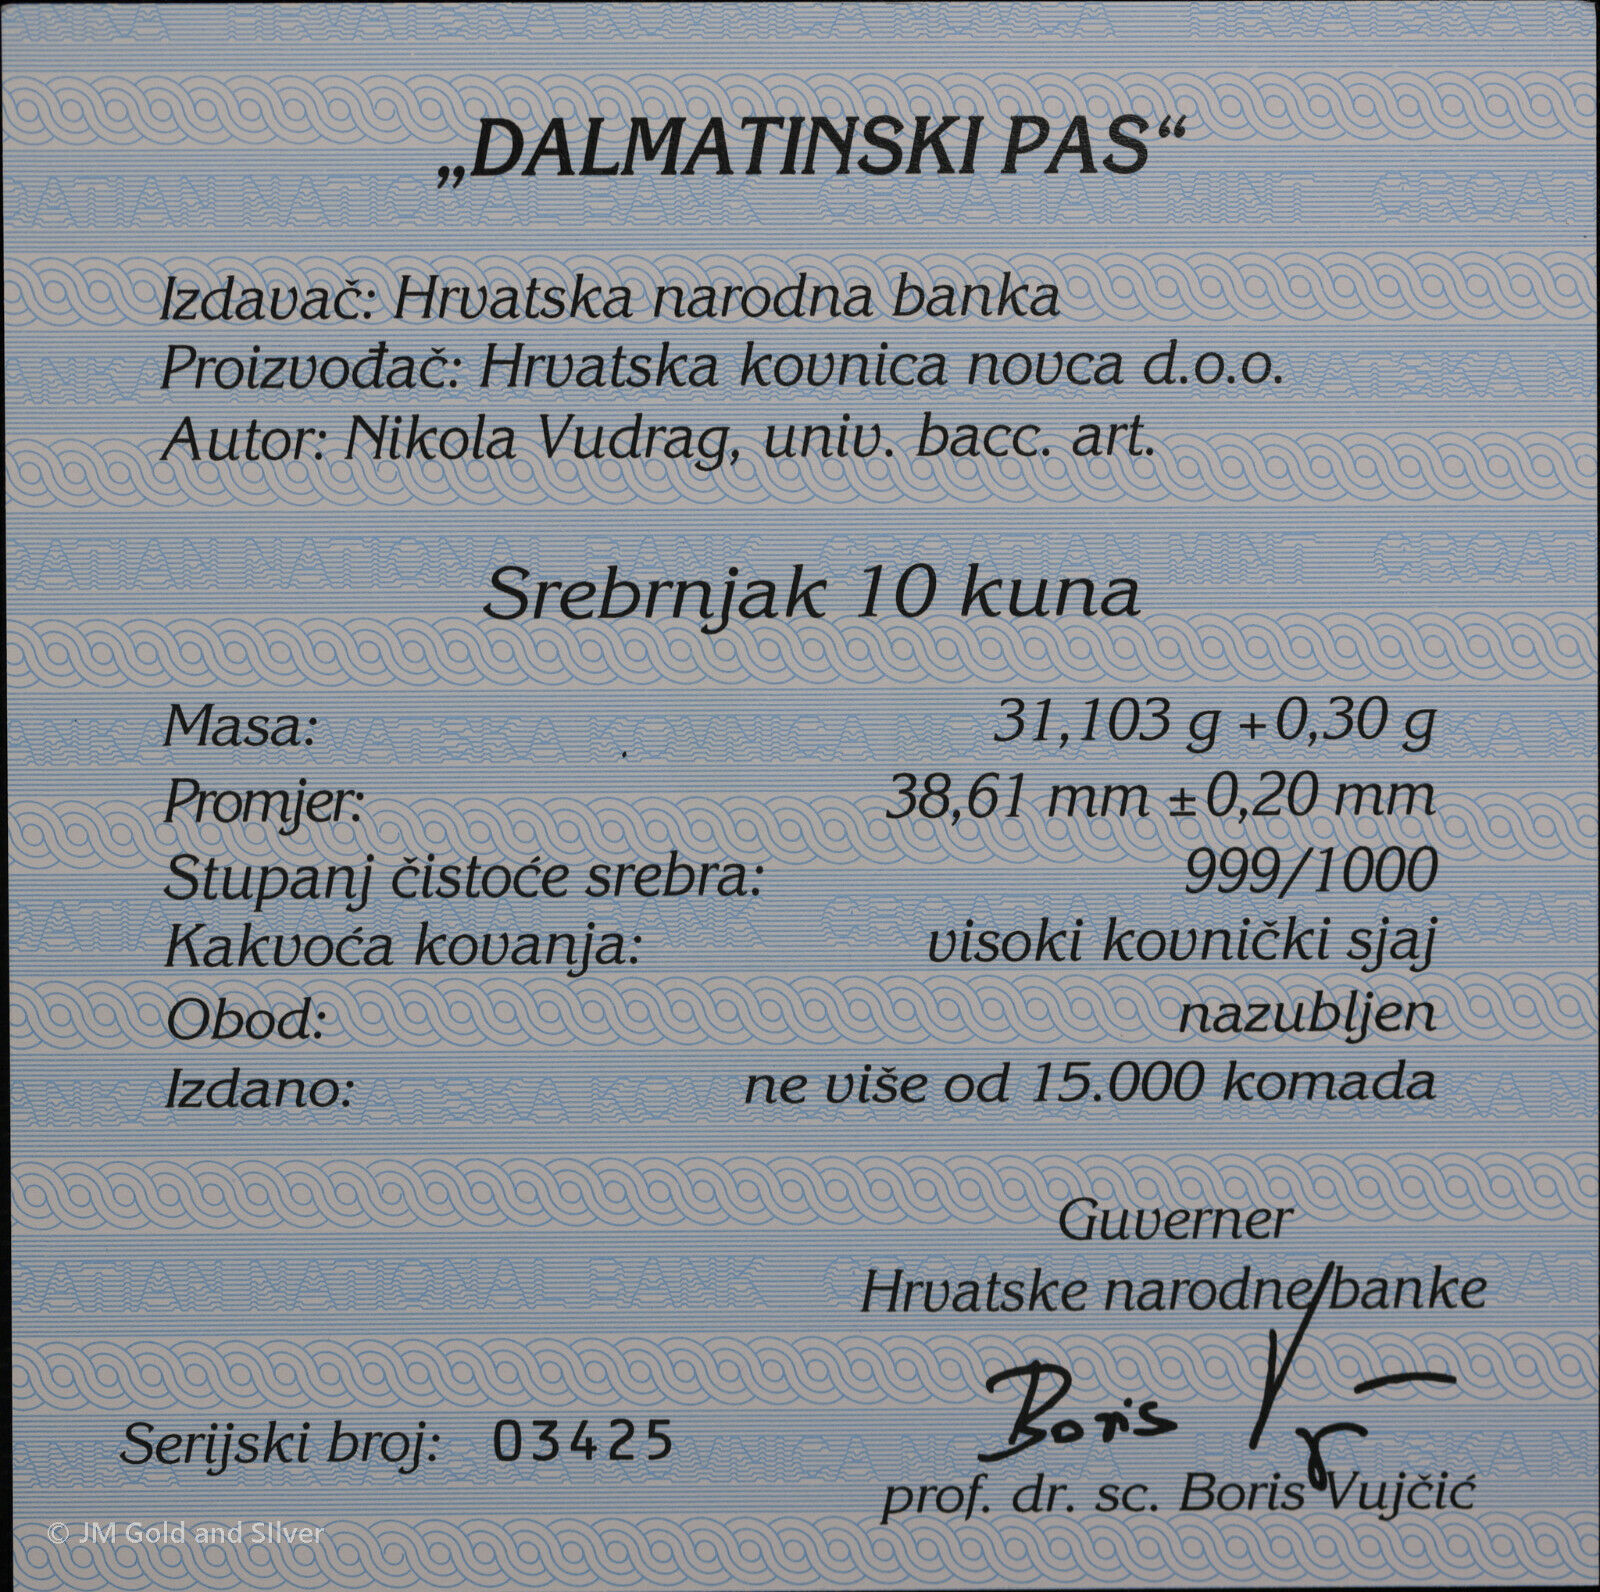 „DALMATINSKI PAS“
Izdavač: Hrvatska narodna banka
Proizvođač: Hrvatska kovnica novca d.o.o.
Autor: Nikola Vudrag, univ. bacc. art.
Srebrnjak 10 kuna
Masa: 31,103 g +0,30 g
Promjer: 38,61 mm ±0,20 mm
Stupanj čistoće srebra: 999/1000
Kakvoća kovanja: visoki kovnički sjaj
Obod: nazubljen
Izdano: ne više od 15.000 komada
Guverner
Hrvatske narodne banke
Boris
Serijski broj: 03425
prof. dr. sc. Boris Vujčić
© JM Gold and SIlver